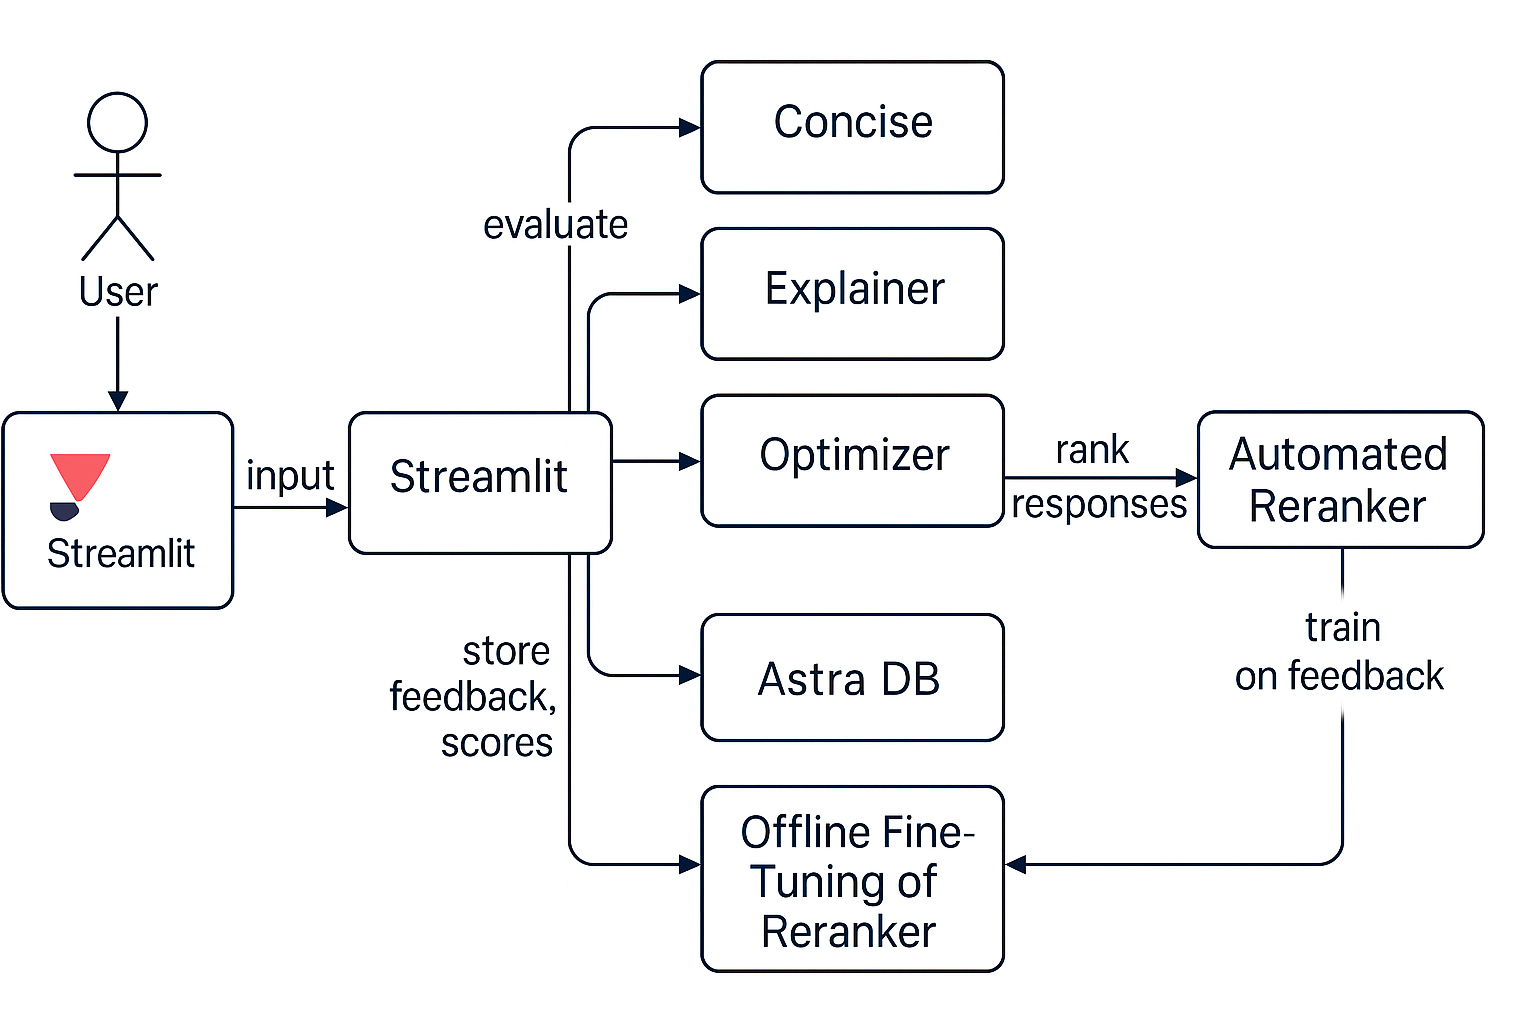 Concise
evaluate
User
Explainer
Streamlit
input
Streamlit
Optimizer
rank
responses
Automated
Reranker
store
feedback,
scores
Astra DB
train
on feedback
Offline Fine-
Tuning of
Reranker